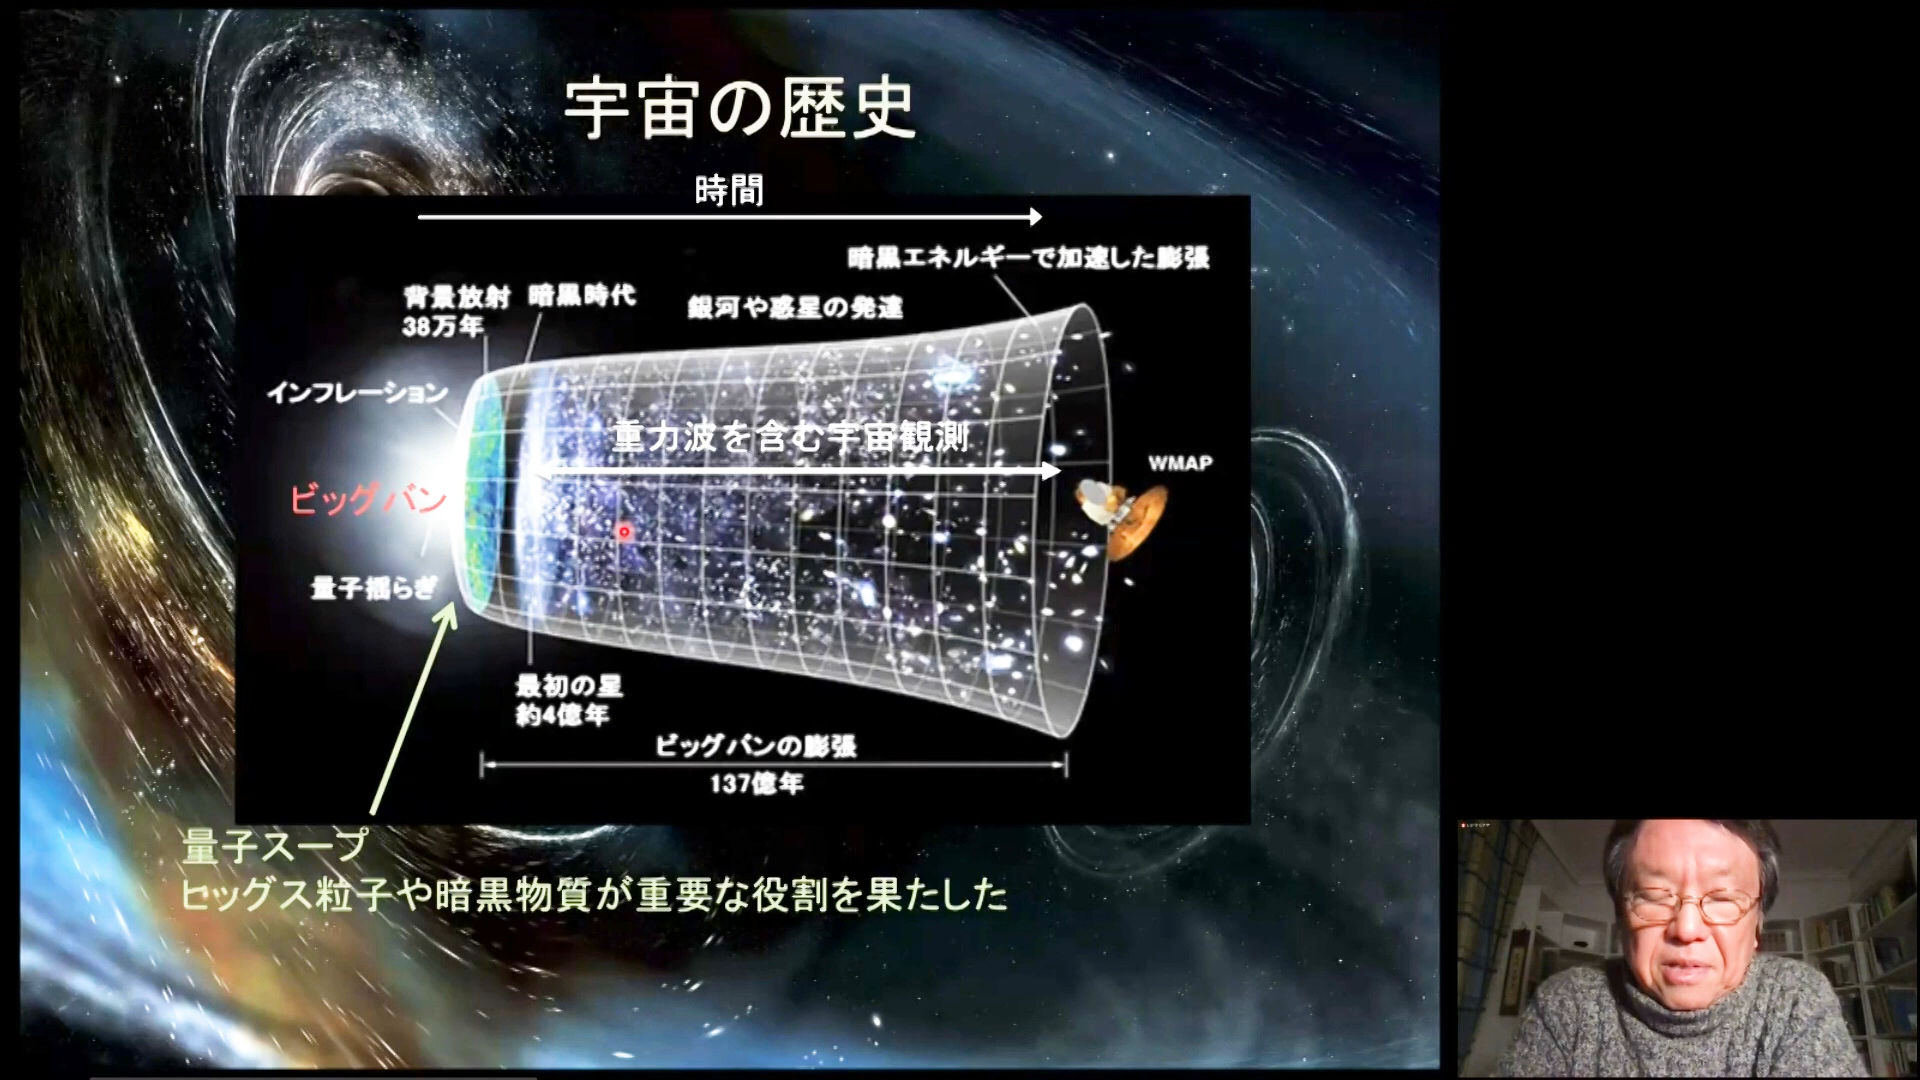 宇宙の歴史
時間
暗黒エネルギーで加速した膨張
背景放射
38万年
暗黒時代
銀河や惑星の発達
インフレーション
重力波を含む宇宙観測
WMAP
ビッグバン
量子揺らぎ
最初の星
約4億年
ビッグバンの膨張
137億年
量子スープ
ヒッグス粒子や暗黒物質が重要な役割を果たした